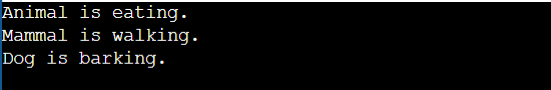 Animal is eating.
Mammal is walking.
Dog is barking.